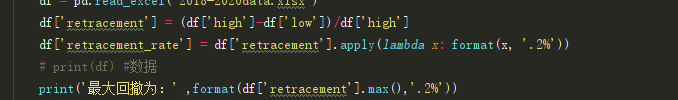 df = pd.read_excel('2018-2020data.xlsx')
df['retracement'] = (df['high']-df['low'])/df['high']
df['retracement_rate'] = df['retracement'].apply(lambda x: format(x, '.2%'))
# print(df) #数据
print('最大回撤为：' ,format(df['retracement'].max(),'.2%'))